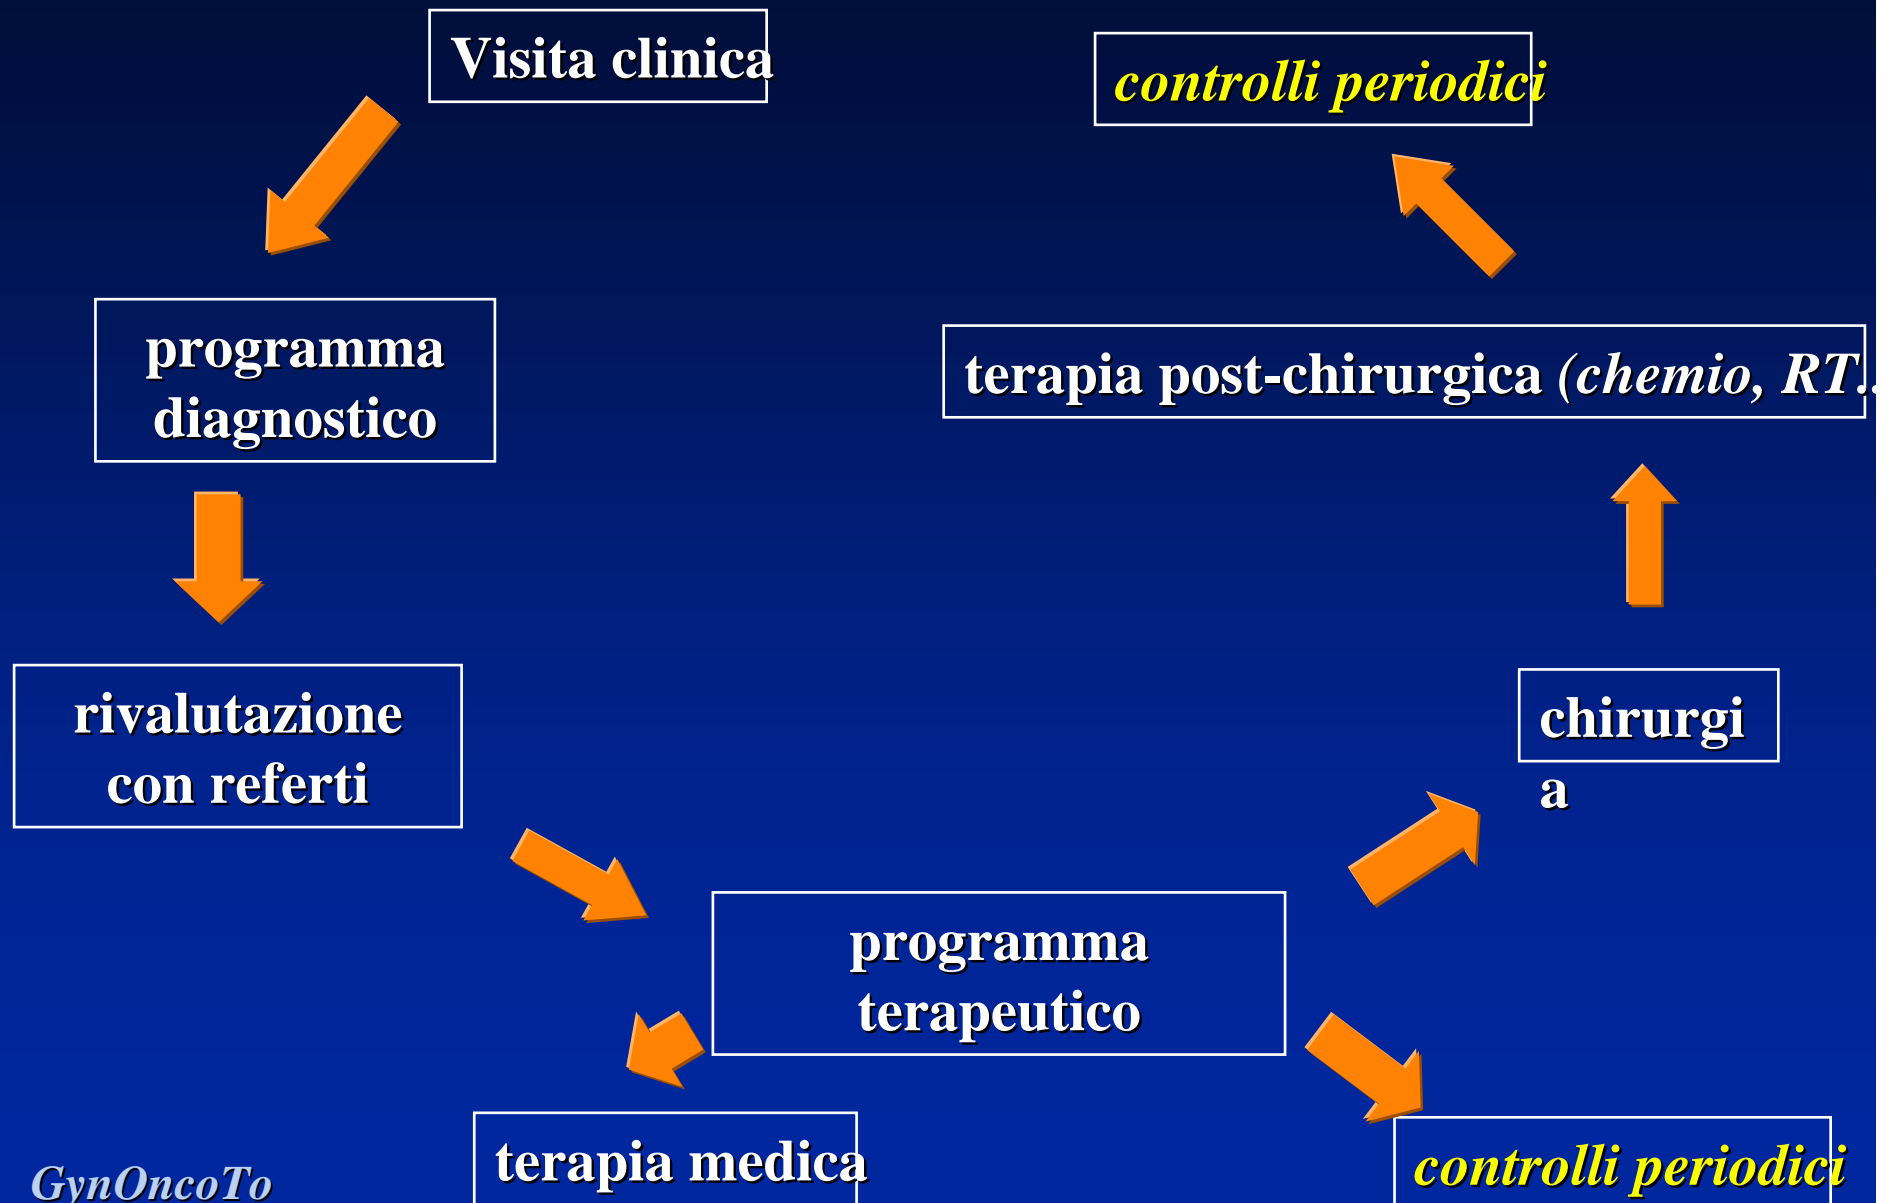 Visita clinica
controlli periodici
programma
diagnostico
terapia post-chirurgica (chemio, RT..
rivalutazione
con referti
chirurgi
a
programma
terapeutico
terapia medica
controlli periodici
GynOncoTo